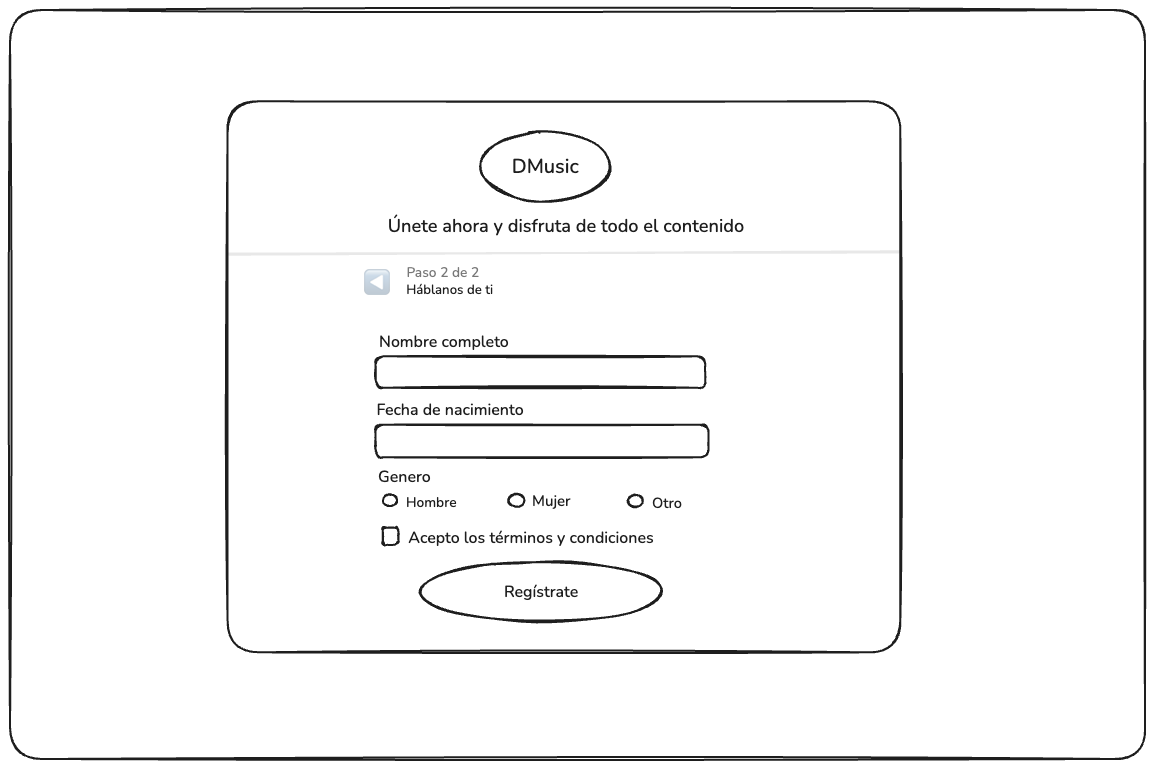 DMusic
Únete ahora y disfruta de todo el contenido
Paso 2 de 2
Háblanos de ti
Nombre completo
Fecha de nacimiento
Genero
Hombre Mujer Otro
Acepto los términos y condiciones
Regístrate